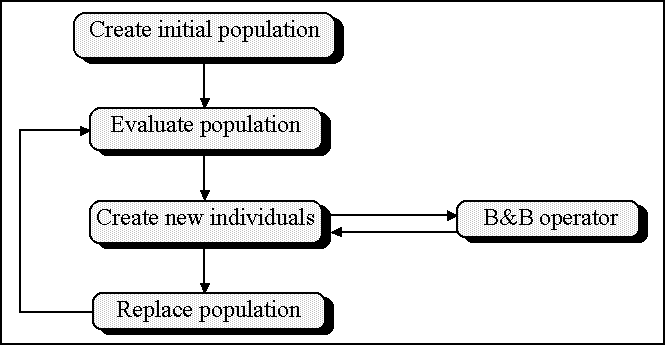 Create initial population
Evaluate population
Create new individuals
B&B operator
Replace population